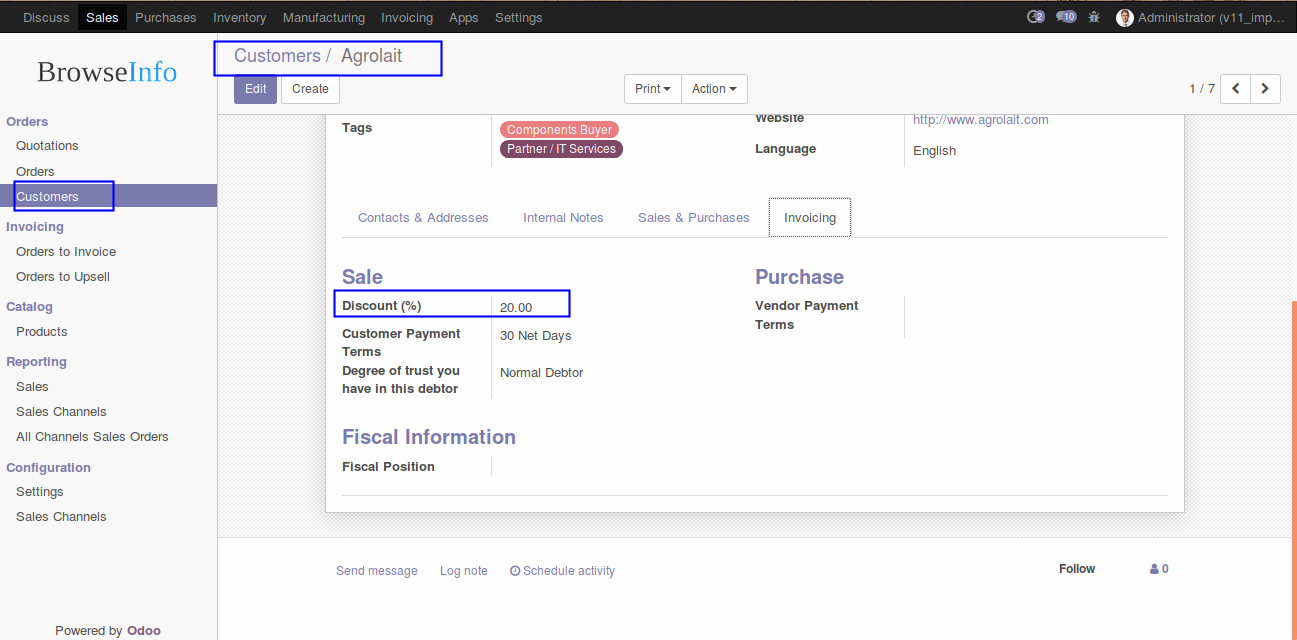 Discuss Sales Purchases Inventory Manufacturing Invoicing Apps Settings 2 10 Administrator (v11_imp...
BrowseInfo
Orders
Quotations
Orders
Customers
Invoicing
Orders to Invoice
Orders to Upsell
Catalog
Products
Reporting
Sales
Sales Channels
All Channels Sales Orders
Configuration
Settings
Sales Channels
Powered by Odoo
Customers / Agrolait
Edit Create Print Action 1 / 7
Tags
Components Buyer
Partner / IT Services
Website http://www.agrolait.com
Language English
Contacts & Addresses Internal Notes Sales & Purchases Invoicing
Sale
Discount (%) 20.00
Customer Payment
Terms
30 Net Days
Degree of trust you
have in this debtor
Normal Debtor
Purchase
Vendor Payment
Terms
Fiscal Information
Fiscal Position
Send message Log note Schedule activity Follow 0